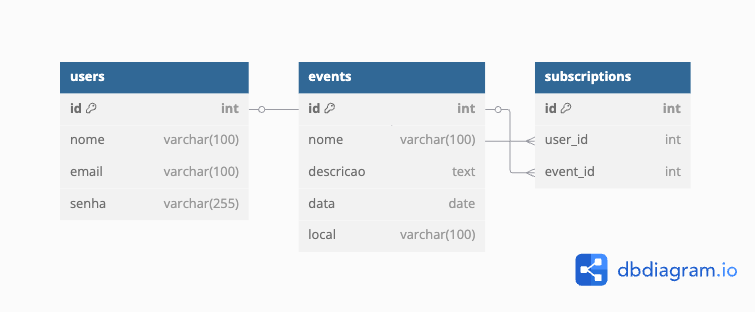 users
id int
nome varchar(100)
email varchar(100)
senha varchar(255)
events
id int
nome varchar(100)
descricao text
data date
local varchar(100)
subscriptions
id int
user_id int
event_id int
dbdiagram.io